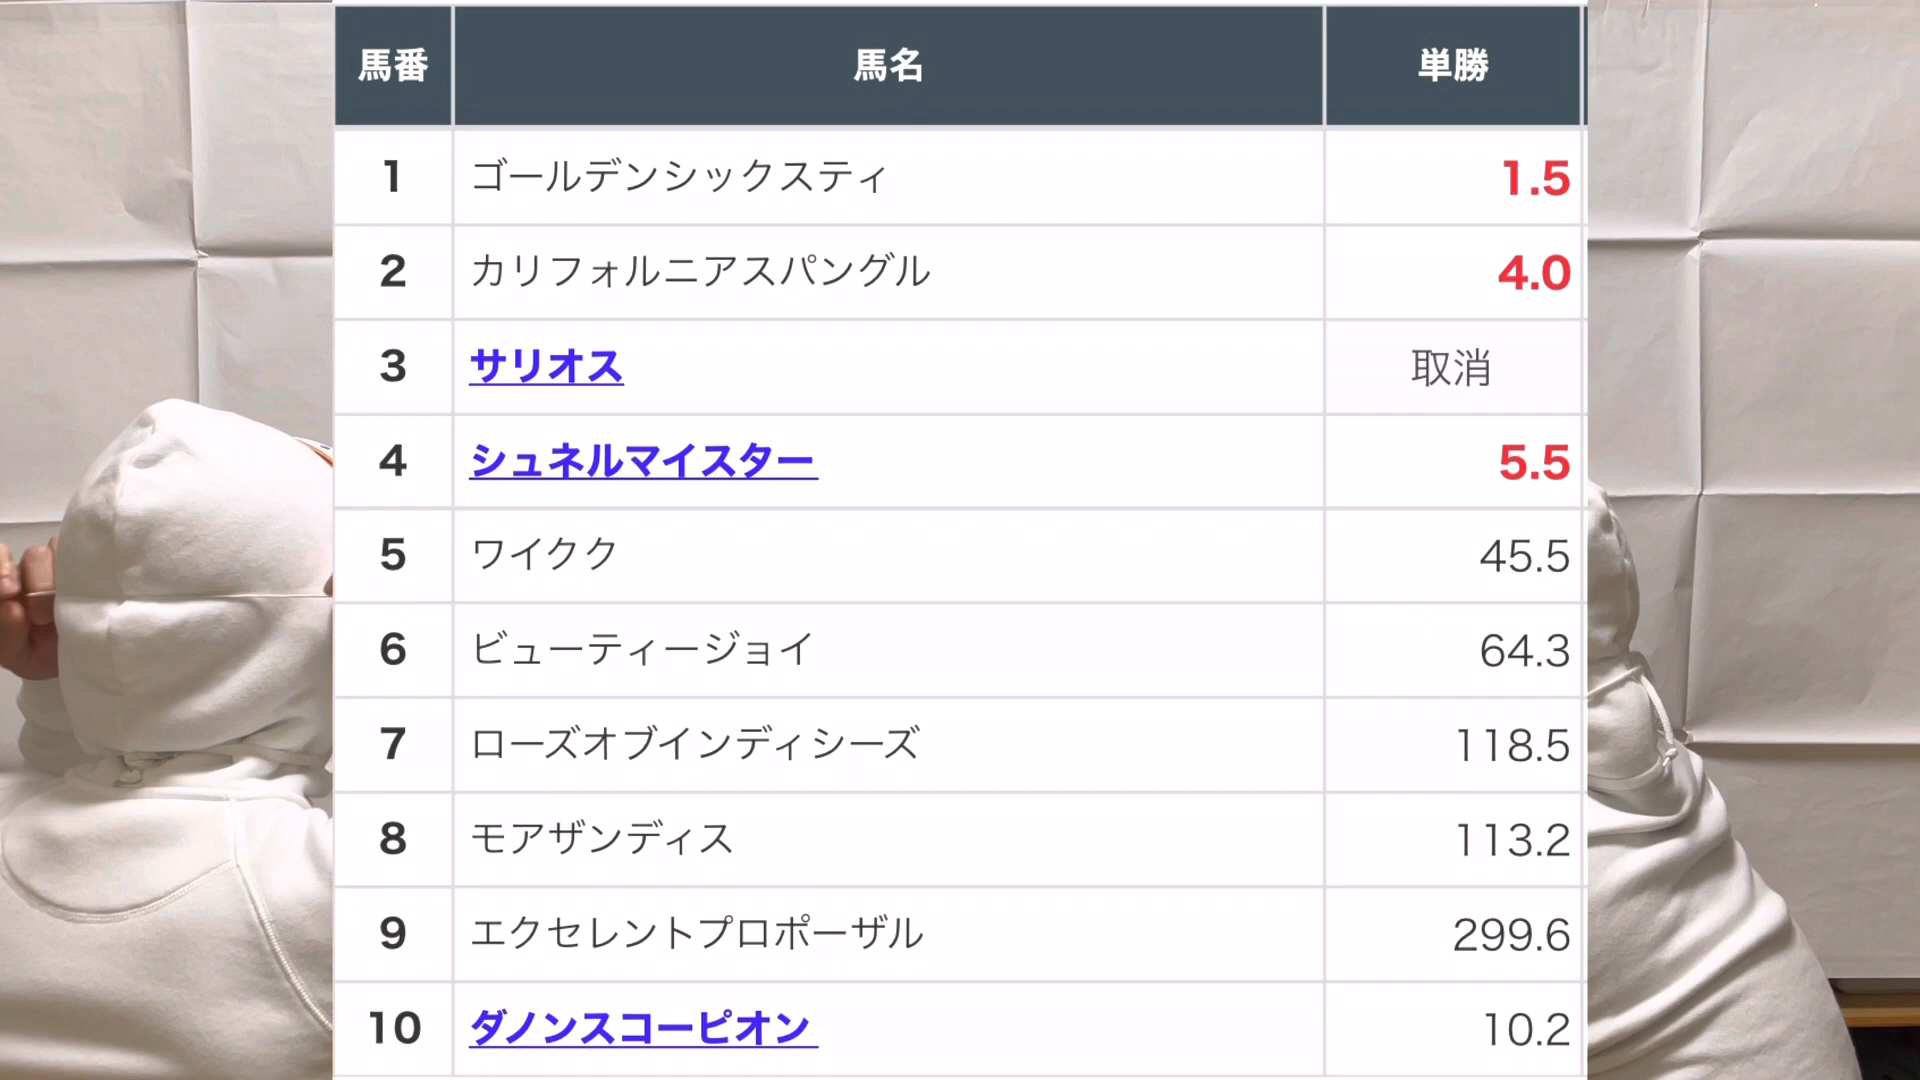 馬番 馬名 単勝
1 ゴールデンシックスティ 1.5
2 カリフォルニアスパングル 4.0
3 サリオス 取消
4 シュネルマイスター 5.5
5 ワイクク 45.5
6 ビューティージョイ 64.3
7 ローズオブインディシーズ 118.5
8 モアザンディス 113.2
9 エクセレントプロポーザル 299.6
10 ダノンスコーピオン 10.2